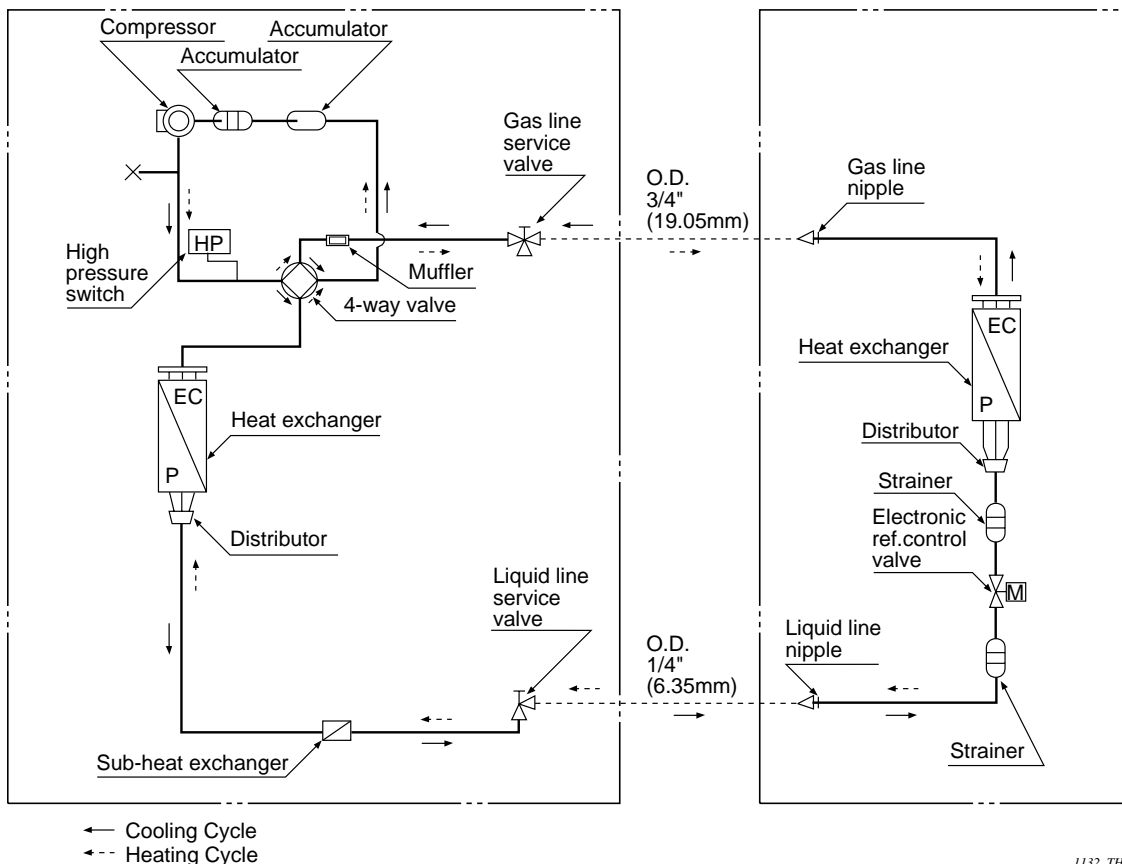 Compressor
Accumulator
Accumulator
Gas line
service
valve
O.D.
3/4"
(19.05mm)
Gas line
nipple
HP
High
pressure
switch
Muffler
4-way valve
EC
P
Heat exchanger
Distributor
Heat exchanger
EC
P
Distributor
Strainer
Electronic
ref.control
valve
M
Liquid line
service
valve
O.D.
1/4"
(6.35mm)
Liquid line
nipple
Sub-heat exchanger
Strainer
Cooling Cycle
Heating Cycle